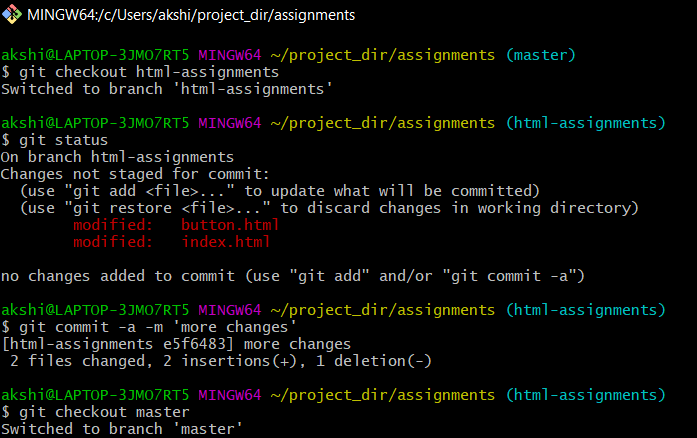 MINGW64:/c/Users/akshi/project_dir/assignments
akshi@LAPTOP-3JMO7RT5 MINGW64 ~/project_dir/assignments (master)
$ git checkout html-assignments
Switched to branch 'html-assignments'
akshi@LAPTOP-3JMO7RT5 MINGW64 ~/project_dir/assignments (html-assignments)
$ git status
On branch html-assignments
Changes not staged for commit:
  (use "git add <file>..." to update what will be committed)
  (use "git restore <file>..." to discard changes in working directory)
        modified:   button.html
        modified:   index.html
no changes added to commit (use "git add" and/or "git commit -a")
akshi@LAPTOP-3JMO7RT5 MINGW64 ~/project_dir/assignments (html-assignments)
$ git commit -a -m 'more changes'
[html-assignments e5f6483] more changes
 2 files changed, 2 insertions(+), 1 deletion(-)
akshi@LAPTOP-3JMO7RT5 MINGW64 ~/project_dir/assignments (html-assignments)
$ git checkout master
Switched to branch 'master'